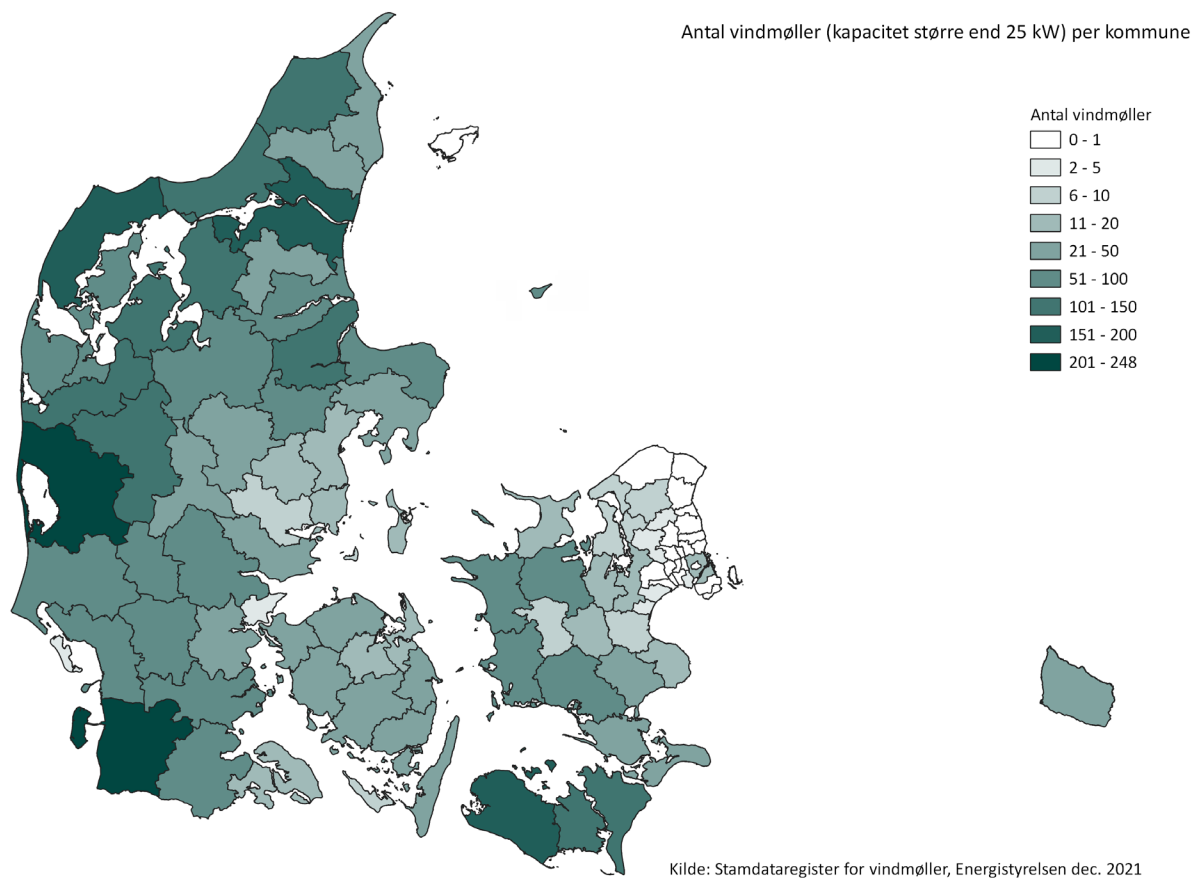 Antal vindmøller (kapacitet større end 25 kW) per kommune
Antal vindmøller
0 - 1
2 - 5
6 - 10
11 - 20
21 - 50
51 - 100
101 - 150
151 - 200
201 - 248
Kilde: Stamdataregister for vindmøller, Energistyrelsen dec. 2021